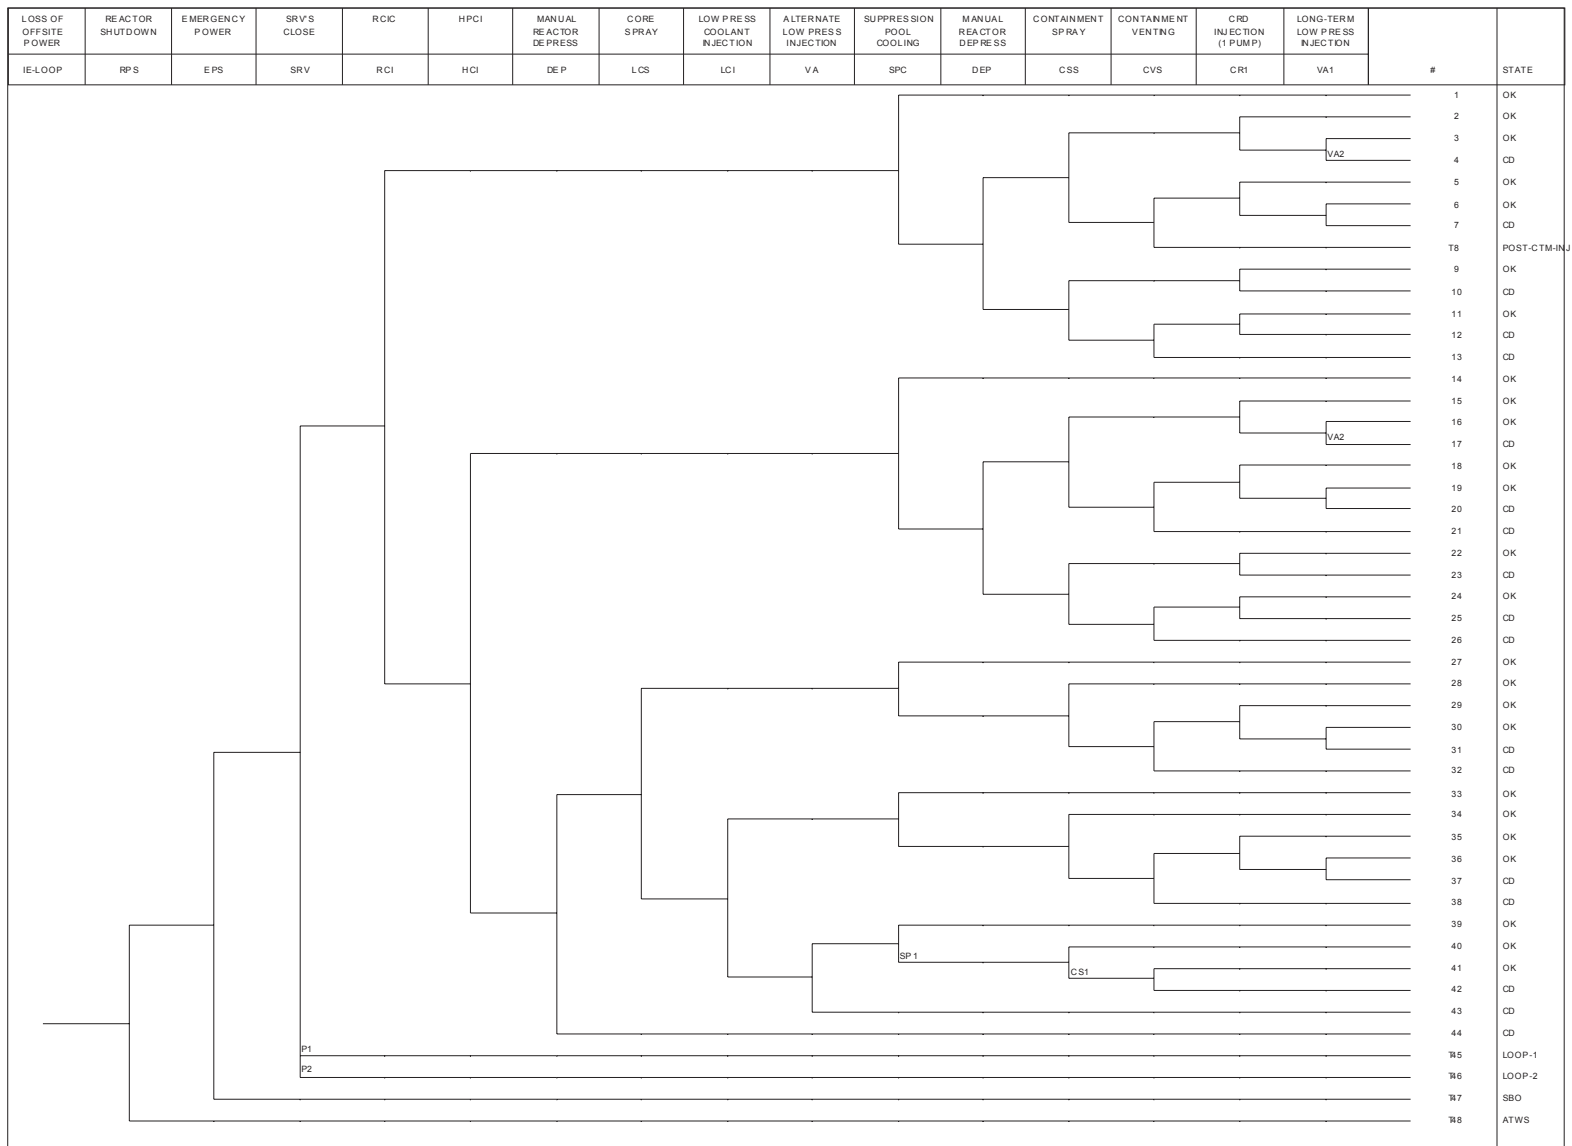 LOSS OF OFFSITE POWER
REACTOR SHUTDOWN
EMERGENCY POWER
SRV'S CLOSE
RCIC
HPCI
MANUAL REACTOR DEPRESS
CORE SPRAY
LOW PRESS COOLANT INJECTION
ALTERNATE LOW PRESS INJECTION
SUPPRESSION POOL COOLING
MANUAL REACTOR DEPRESS
CONTAINMENT SPRAY
CONTAINMENT VENTING
CRD INJECTION (1 PUMP)
LONG-TERM LOW PRESS INJECTION
IE-LOOP RPS EPS SRV RCI HCI DEP LCS LCI VA SPC DEP CSS CVS CR1 VA1 # STATE
1 OK
2 OK
3 OK
VA2
4 CD
5 OK
6 OK
7 CD
T8 POST-CTM-INJ
9 OK
10 CD
11 OK
12 CD
13 CD
14 OK
15 OK
16 OK
VA2
17 CD
18 OK
19 OK
20 CD
21 CD
22 OK
23 CD
24 OK
25 CD
26 CD
27 OK
28 OK
29 OK
30 OK
31 CD
32 CD
33 OK
34 OK
35 OK
36 OK
37 CD
38 CD
39 OK
40 OK
SP1
41 OK
CS1
42 CD
43 CD
44 CD
P1
T45 LOOP-1
P2
T46 LOOP-2
T47 SBO
T48 ATWS